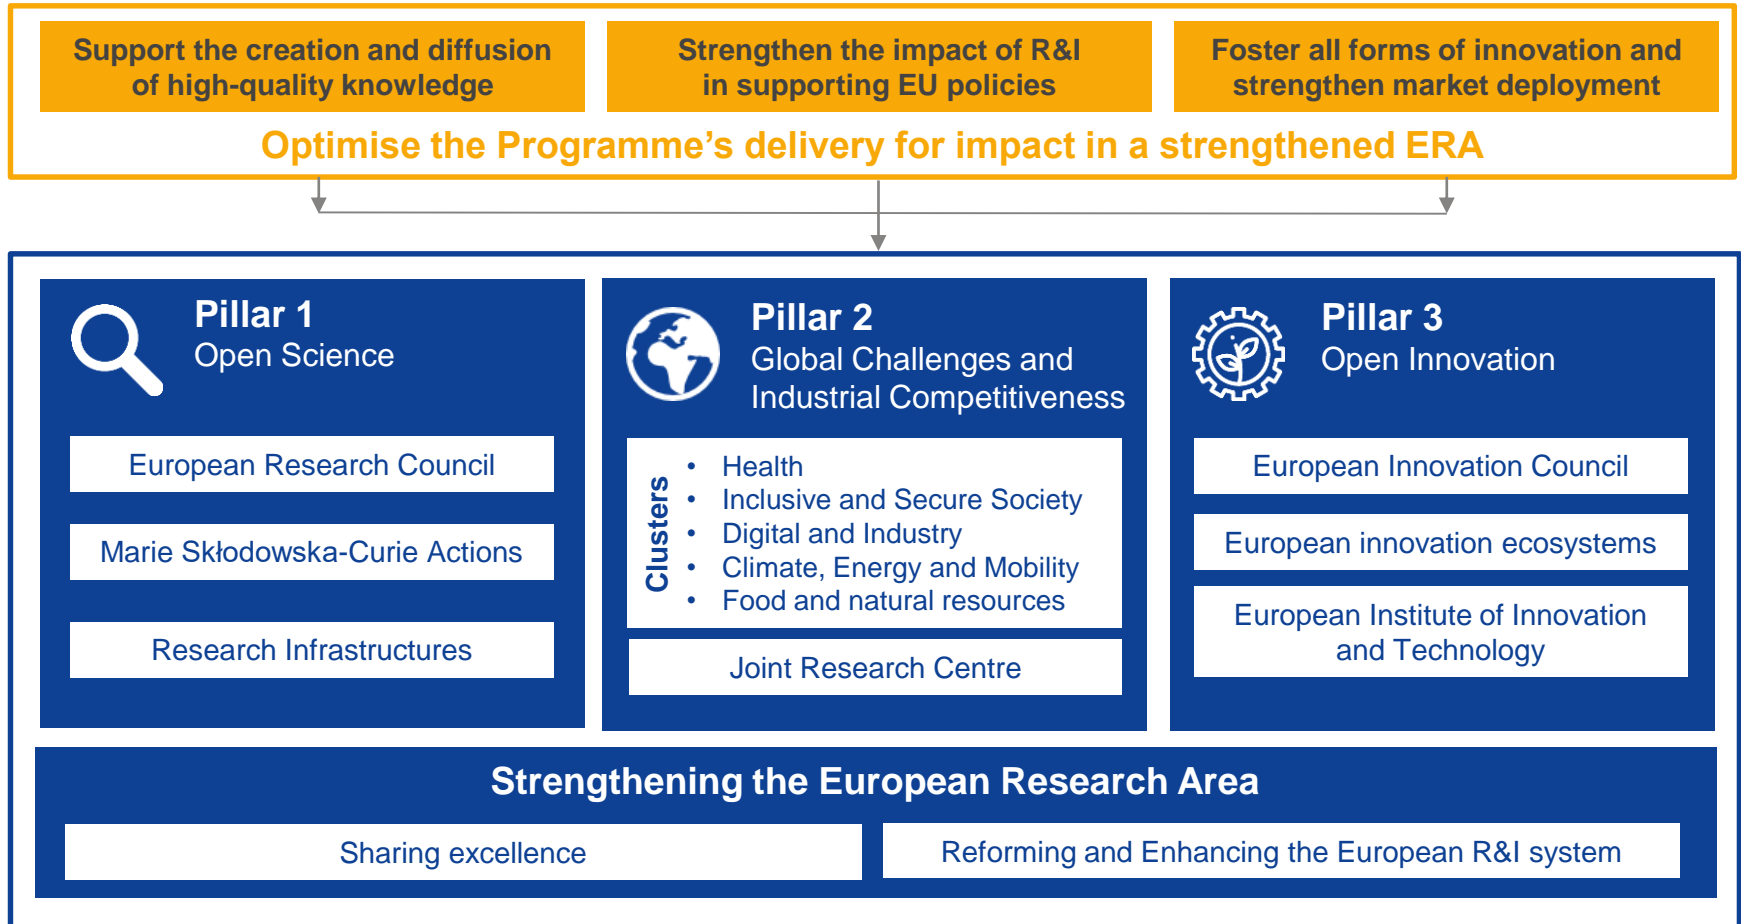 Support the creation and diffusion
of high-quality knowledge
Strengthen the impact of R&I
in supporting EU policies
Foster all forms of innovation and
strengthen market deployment
Optimise the Programme’s delivery for impact in a strengthened ERA
Pillar 1
Open Science
European Research Council
Marie Skłodowska-Curie Actions
Research Infrastructures
Pillar 2
Global Challenges and
Industrial Competitiveness
Clusters
• Health
• Inclusive and Secure Society
• Digital and Industry
• Climate, Energy and Mobility
• Food and natural resources
Joint Research Centre
Pillar 3
Open Innovation
European Innovation Council
European innovation ecosystems
European Institute of Innovation
and Technology
Strengthening the European Research Area
Sharing excellence
Reforming and Enhancing the European R&I system